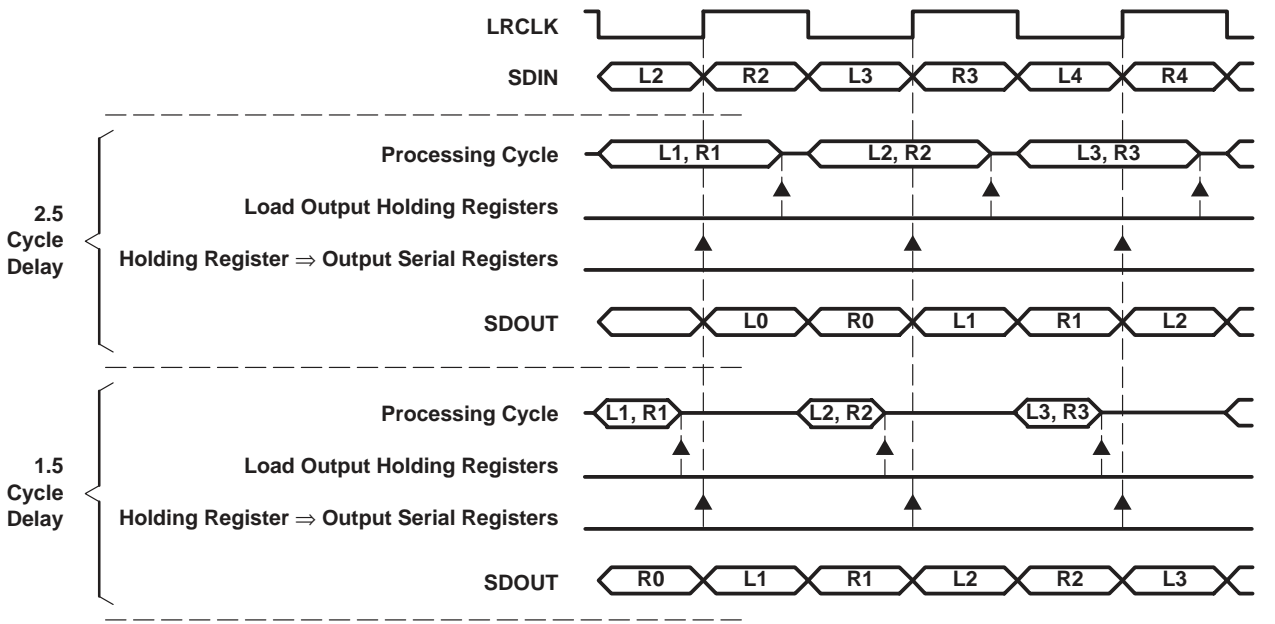 LRCLK
SDIN L2 R2 L3 R3 L4 R4
2.5
Cycle
Delay
Processing Cycle L1, R1 L2, R2 L3, R3
Load Output Holding Registers
Holding Register ⇒ Output Serial Registers
SDOUT L0 R0 L1 R1 L2
1.5
Cycle
Delay
Processing Cycle L1, R1 L2, R2 L3, R3
Load Output Holding Registers
Holding Register ⇒ Output Serial Registers
SDOUT R0 L1 R1 L2 R2 L3